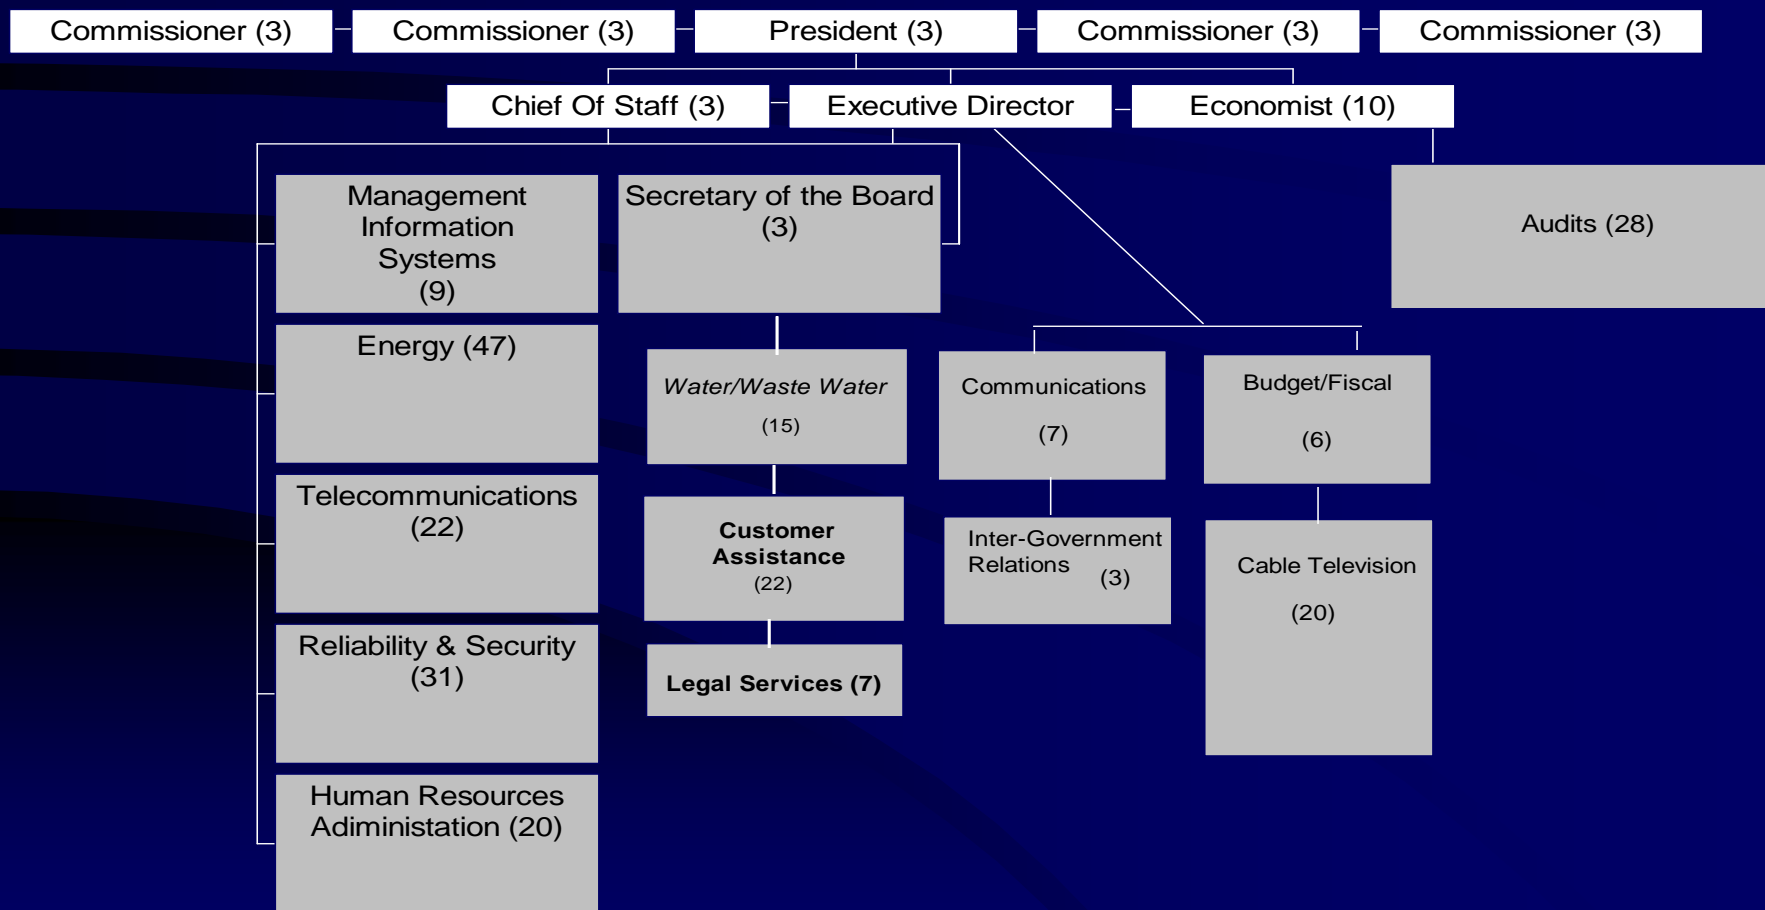 Commissioner (3)
Commissioner (3)
President (3)
Commissioner (3)
Commissioner (3)
Chief Of Staff (3)
Executive Director
Economist (10)
Management
Information
Systems
(9)
Secretary of the Board
(3)
Audits (28)
Energy (47)
Water/Waste Water
(15)
Communications
(7)
Budget/Fiscal
(6)
Telecommunications
(22)
Customer
Assistance
(22)
Inter-Government
Relations (3)
Cable Television
(20)
Reliability & Security
(31)
Legal Services (7)
Human Resources
Adiministation (20)